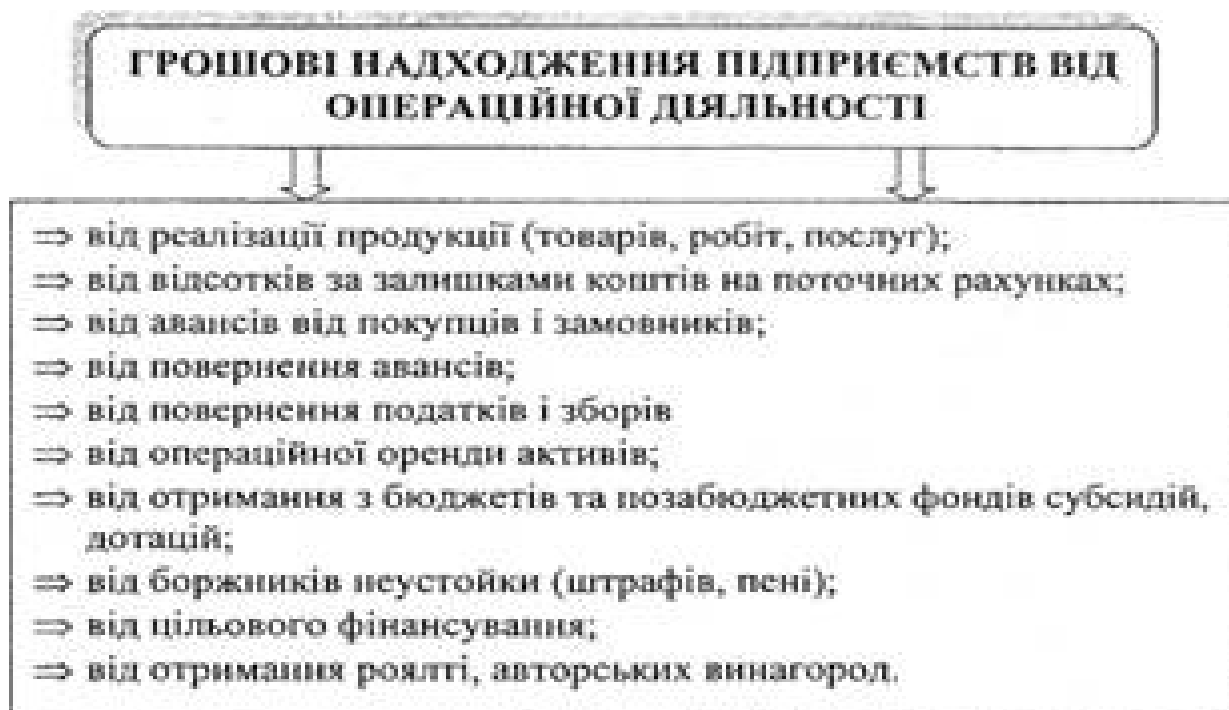 ГРОШОВІ НАДХОДЖЕННЯ ПІДПРИЄМСТВ ВІД
ОПЕРАЦІЙНОЇ ДІЯЛЬНОСТІ
⇒ від реалізації продукції (товарів, робіт, послуг);
⇒ від відсотків за залишками коштів на поточних рахунках;
⇒ від авансів від покупців і замовників;
⇒ від повернення авансів;
⇒ від повернення податків і зборів
⇒ від операційної оренди активів;
⇒ від отримання з бюджетів та позабюджетних фондів субсидій,
дотацій;
⇒ від боржників неустойки (штрафів, пені);
⇒ від цільового фінансування;
⇒ від отримання роялті, авторських винагород.